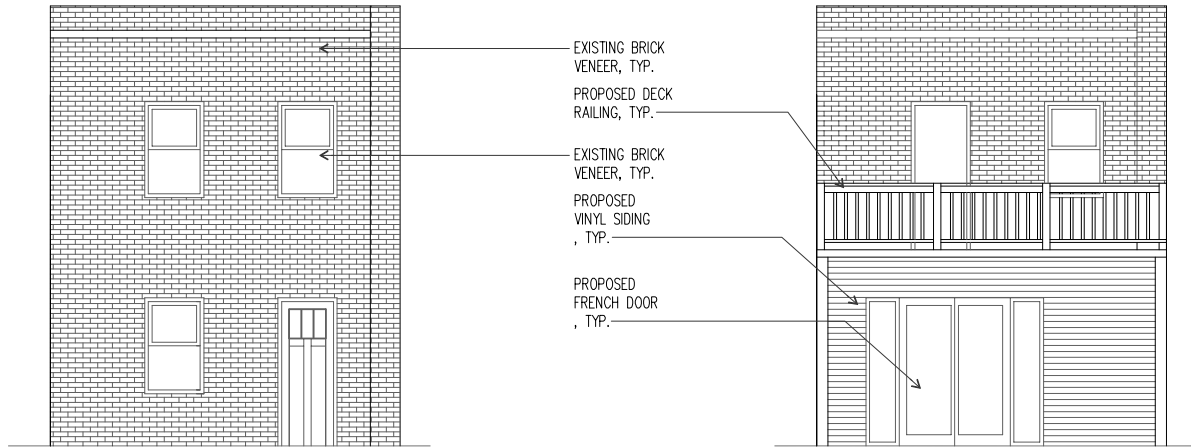 EXISTING BRICK
VENEER, TYP.
PROPOSED DECK
RAILING, TYP.
EXISTING BRICK
VENEER, TYP.
PROPOSED
VINYL SIDING
, TYP.
PROPOSED
FRENCH DOOR
, TYP.